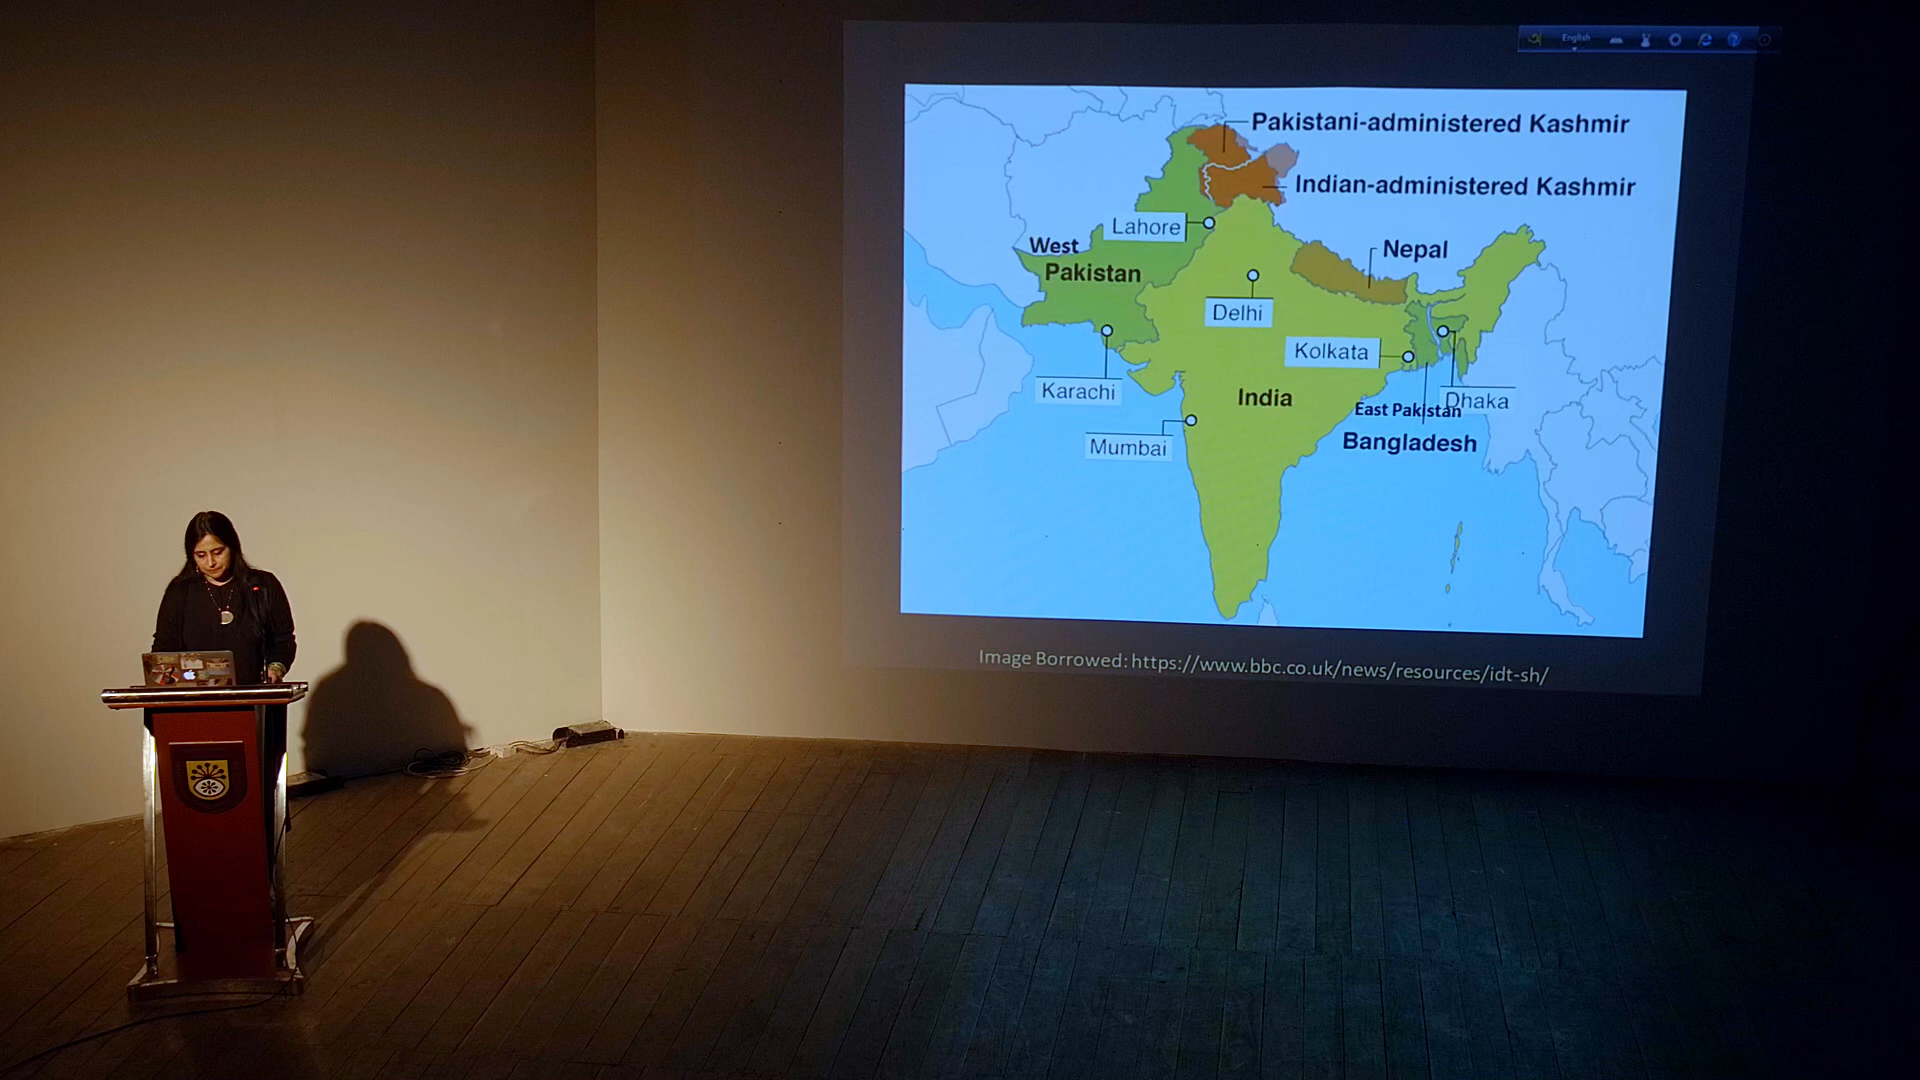 English
Pakistani-administered Kashmir
Indian-administered Kashmir
Lahore
West
Pakistan
Nepal
Delhi
Kolkata
Karachi
India
Dhaka
East Pakistan
Mumbai
Bangladesh
Image Borrowed: https://www.bbc.co.uk/news/resources/idt-sh/